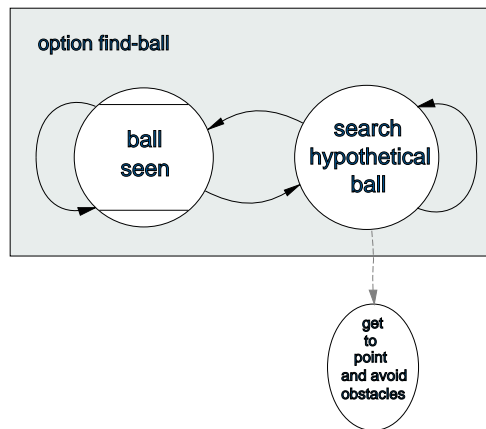 option find-ball
ball
seen
search
hypothetical
ball
get
to
point
and avoid
obstacles